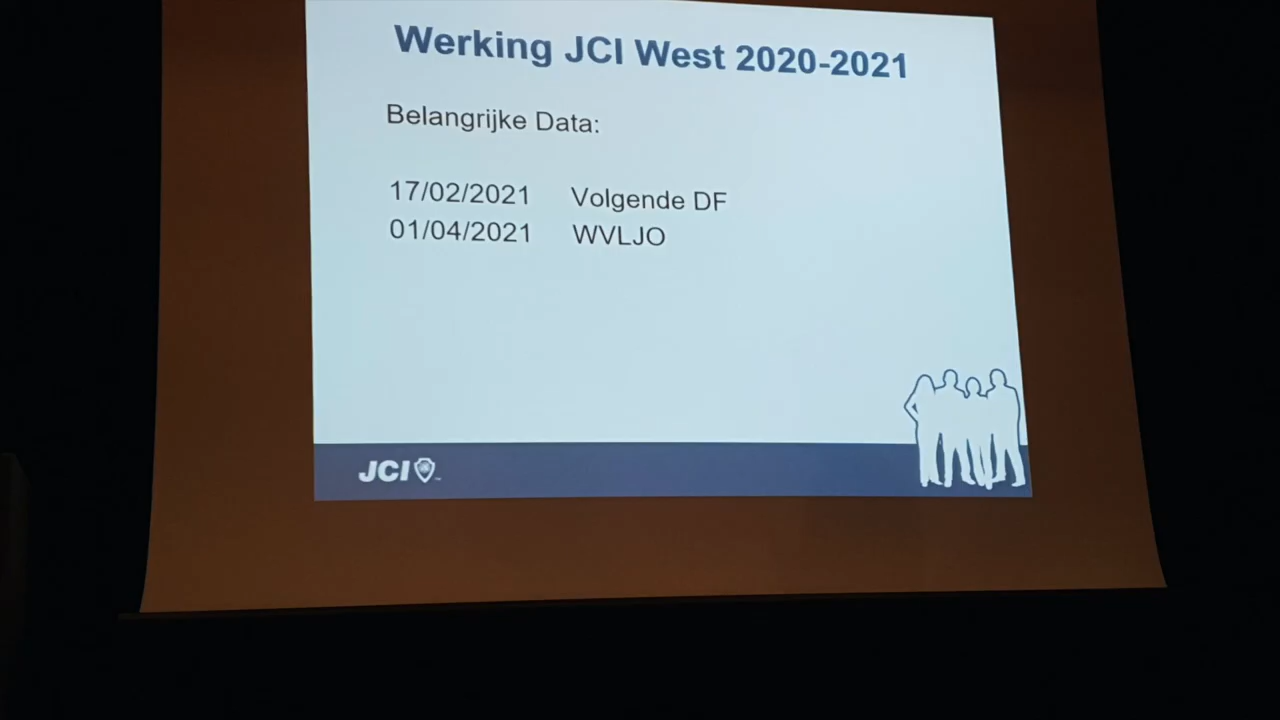 Werking JCI West 2020-2021
Belangrijke Data:
17/02/2021 Volgende DF
01/04/2021 WVLJO
JCI